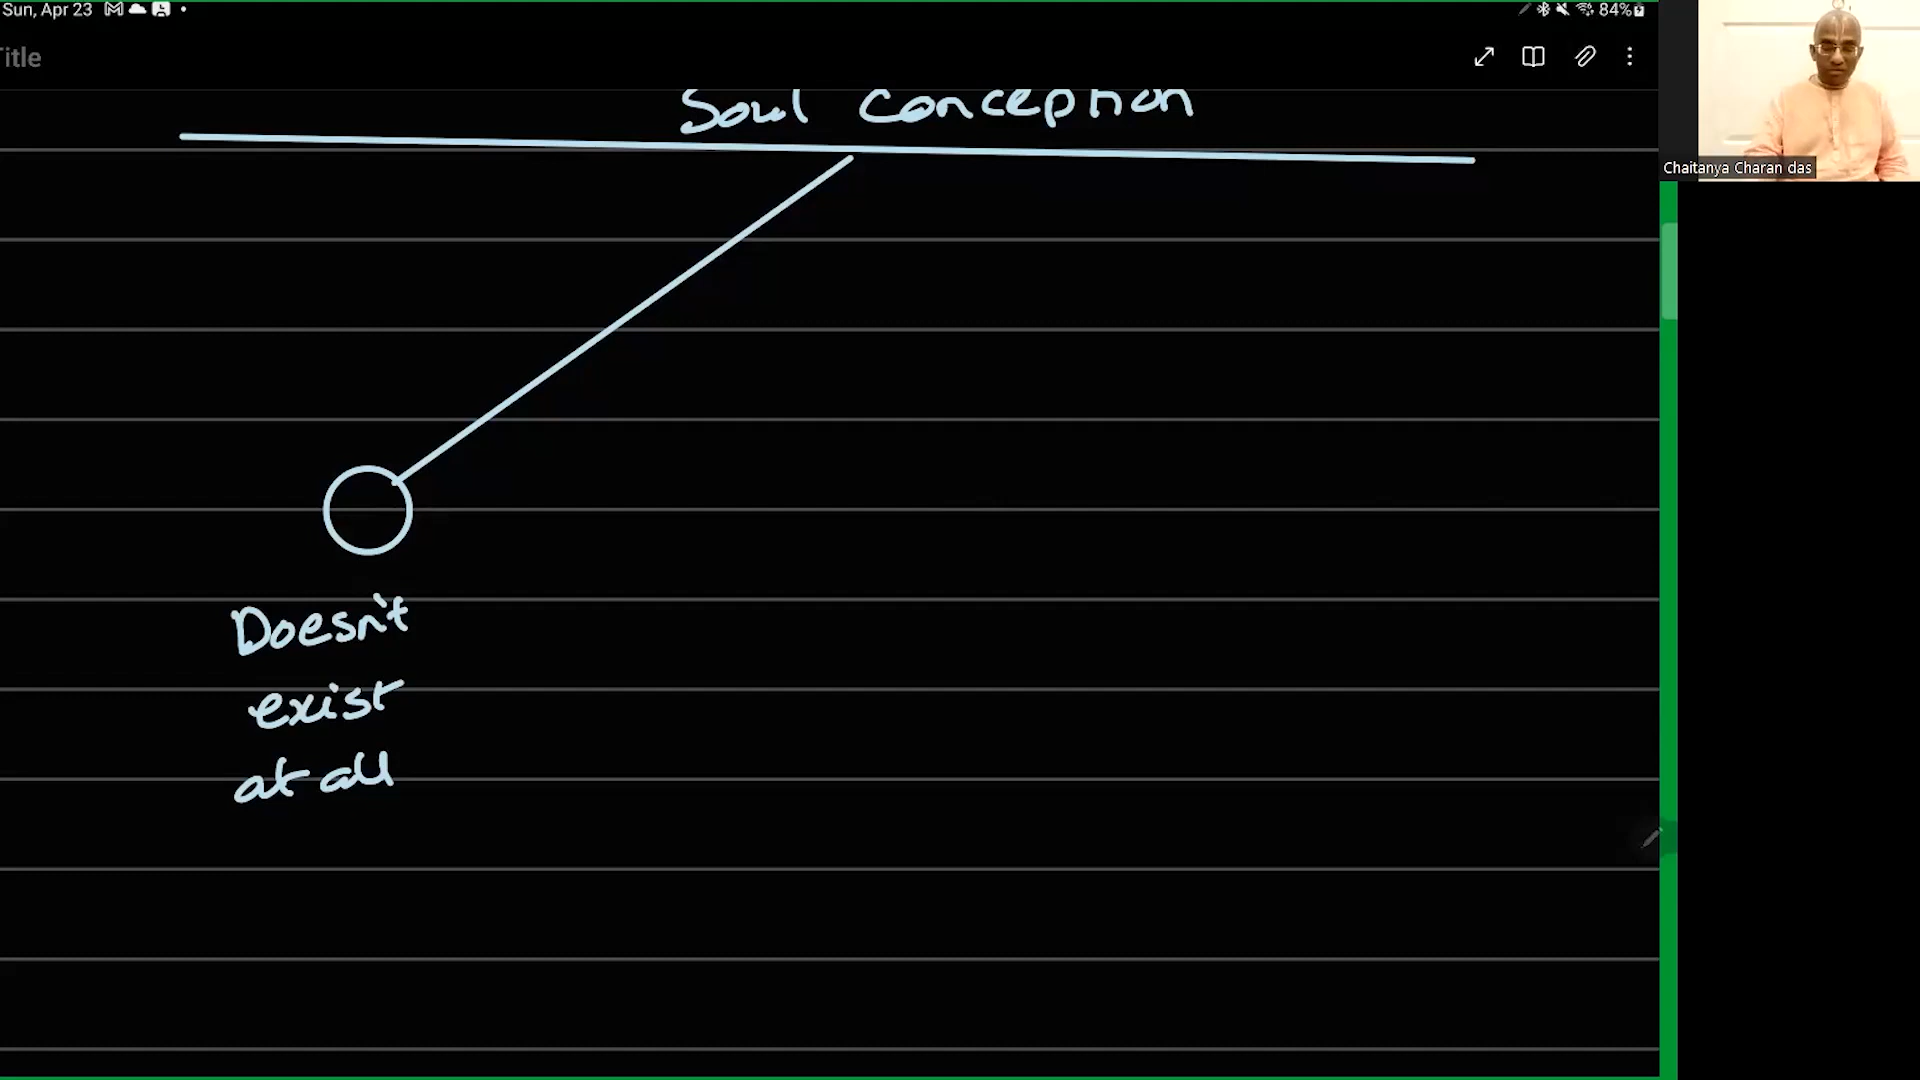 Sun, Apr 23
84%
Title
Soul Conception
Chaitanya Charan das
Doesn't
exist
at all